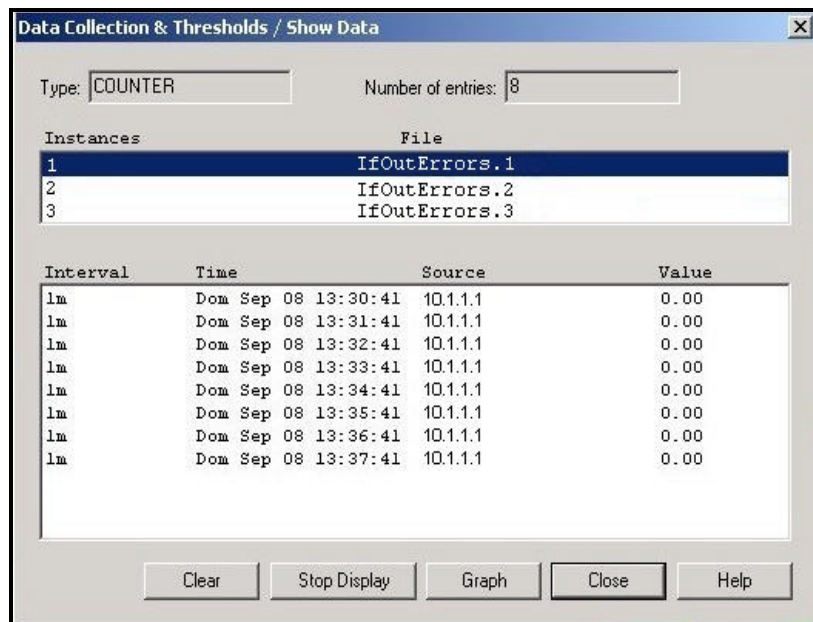 Data Collection & Thresholds / Show Data
Type: COUNTER Number of entries: 8
Instances File
1 IfOutErrors.1
2 IfOutErrors.2
3 IfOutErrors.3
Interval Time Source Value
1m Dom Sep 08 13:30:41 10.1.1.1 0.00
1m Dom Sep 08 13:31:41 10.1.1.1 0.00
1m Dom Sep 08 13:32:41 10.1.1.1 0.00
1m Dom Sep 08 13:33:41 10.1.1.1 0.00
1m Dom Sep 08 13:34:41 10.1.1.1 0.00
1m Dom Sep 08 13:35:41 10.1.1.1 0.00
1m Dom Sep 08 13:36:41 10.1.1.1 0.00
1m Dom Sep 08 13:37:41 10.1.1.1 0.00
Clear Stop Display Graph Close Help